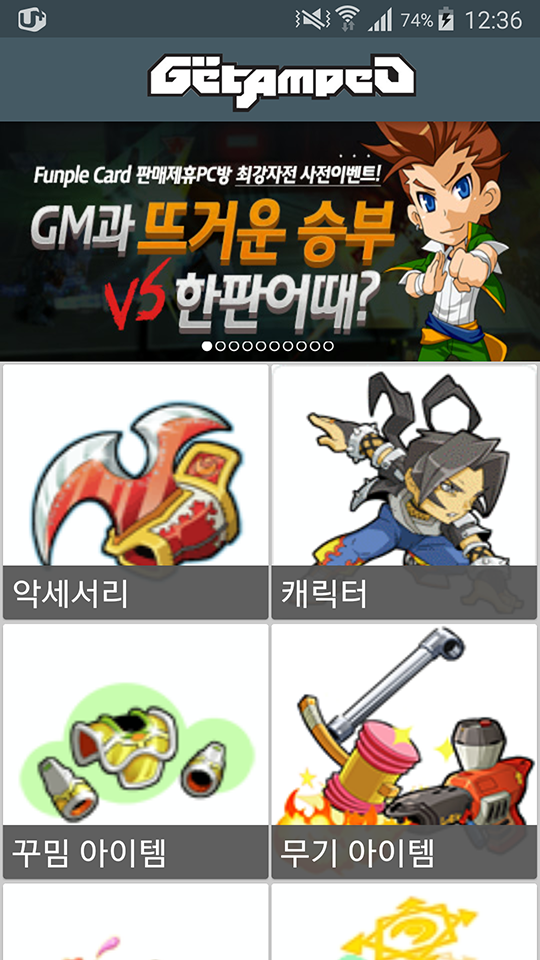 U+
74% 12:36
GetAmped
Funple Card 판매제휴PC방 최강자전 사전이벤트!
GM과 뜨거운 승부
VS 한판어때?
악세서리
캐릭터
꾸밈 아이템
무기 아이템